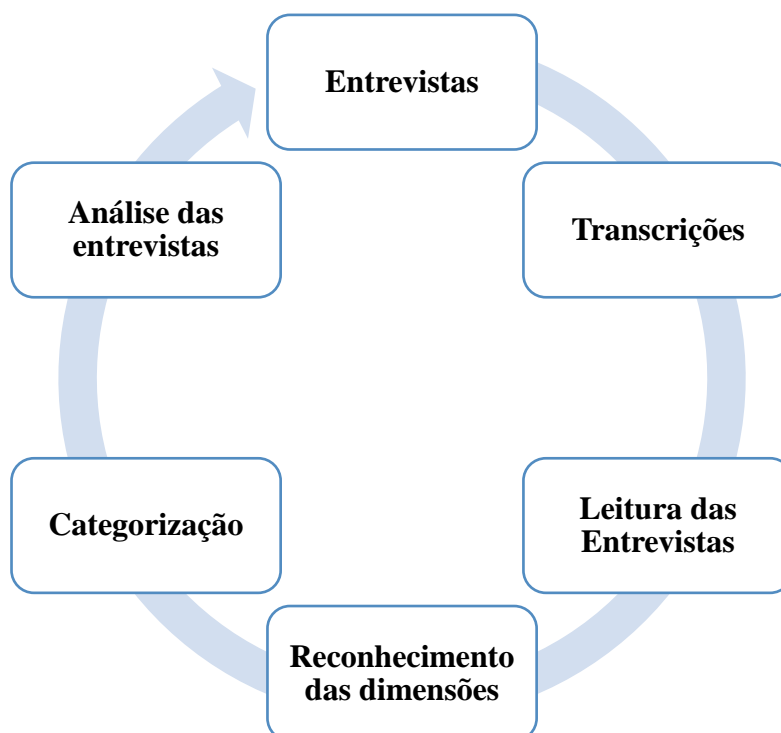 Entrevistas
Transcrições
Leitura das
Entrevistas
Reconhecimento
das dimensões
Categorização
Análise das
entrevistas